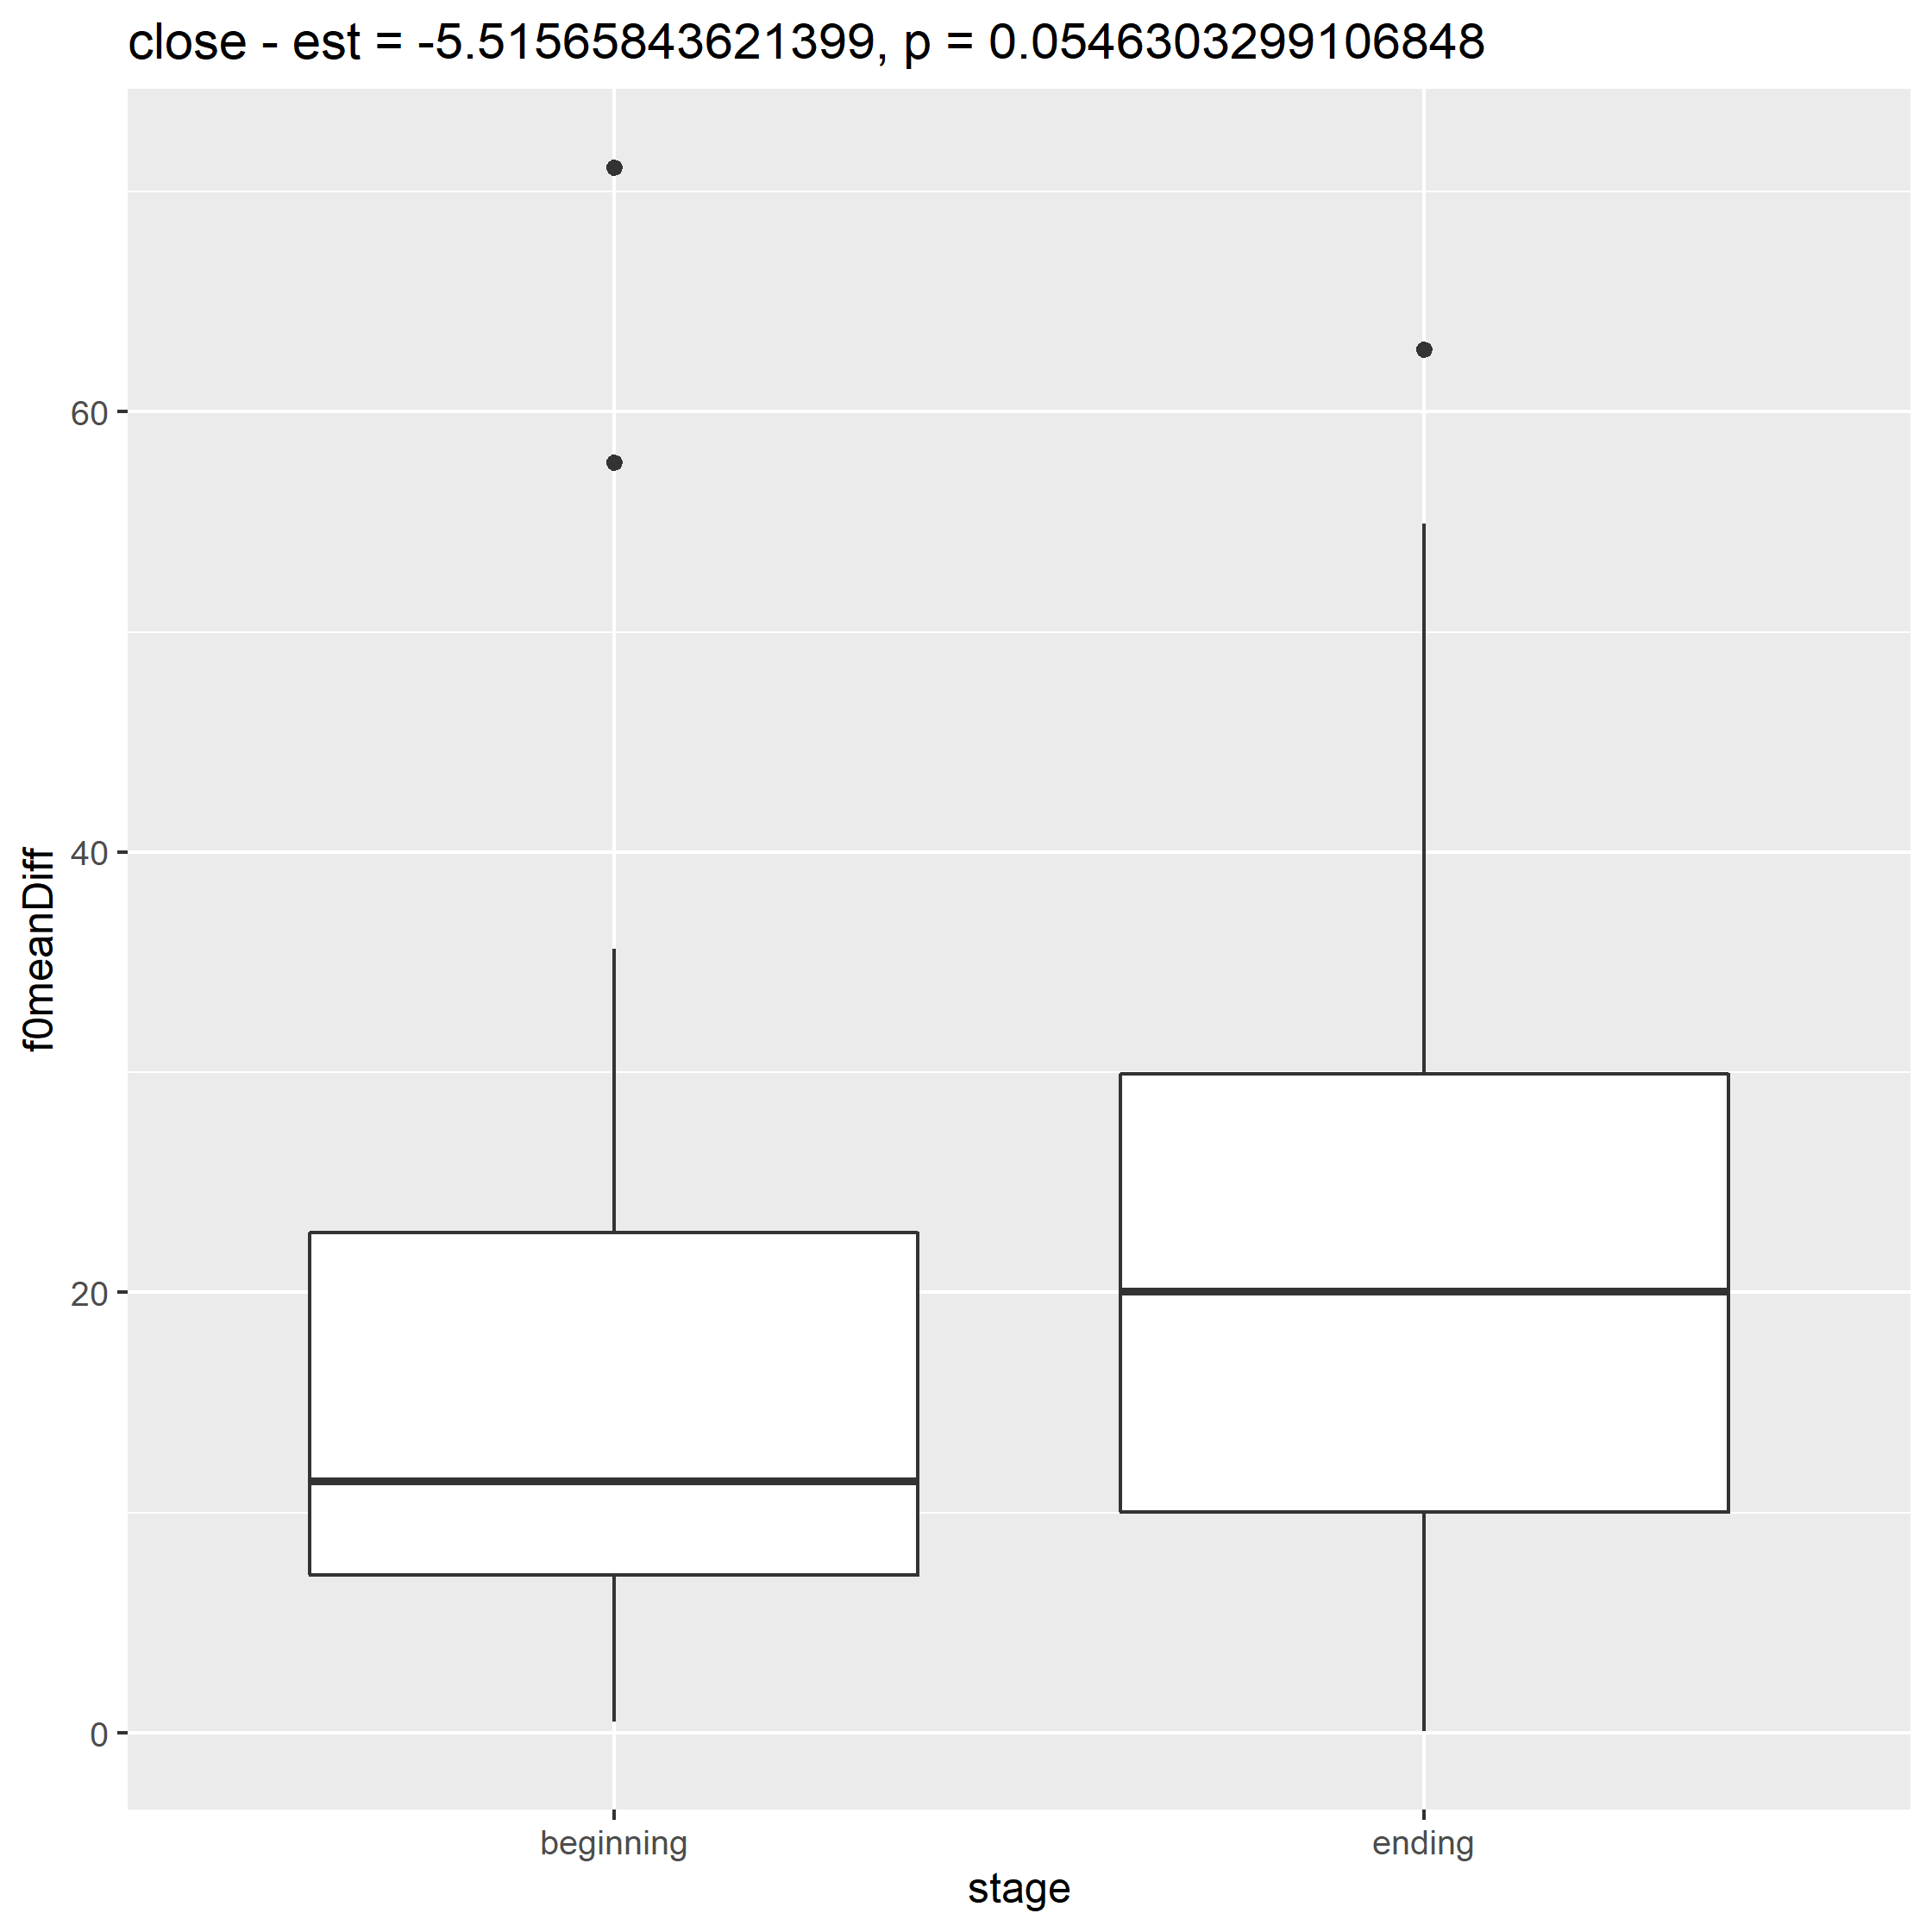 close - est = -5.51565843621399, p = 0.0546303299106848
f0meanDiff
60
40
20
0
beginning
ending
stage